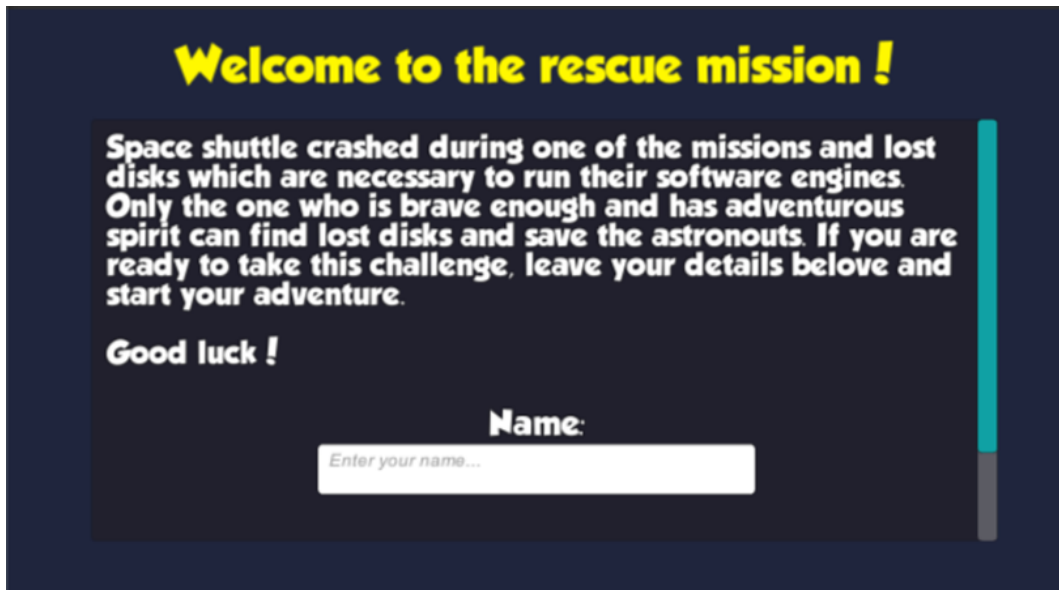 Welcome to the rescue mission!
Space shuttle crashed during one of the missions and lost
disks which are necessary to run their software engines.
Only the one who is brave enough and has adventurous
spirit can find lost disks and save the astronouts. If you are
ready to take this challenge, leave your details belove and
start your adventure.
Good luck!
Name:
Enter your name...